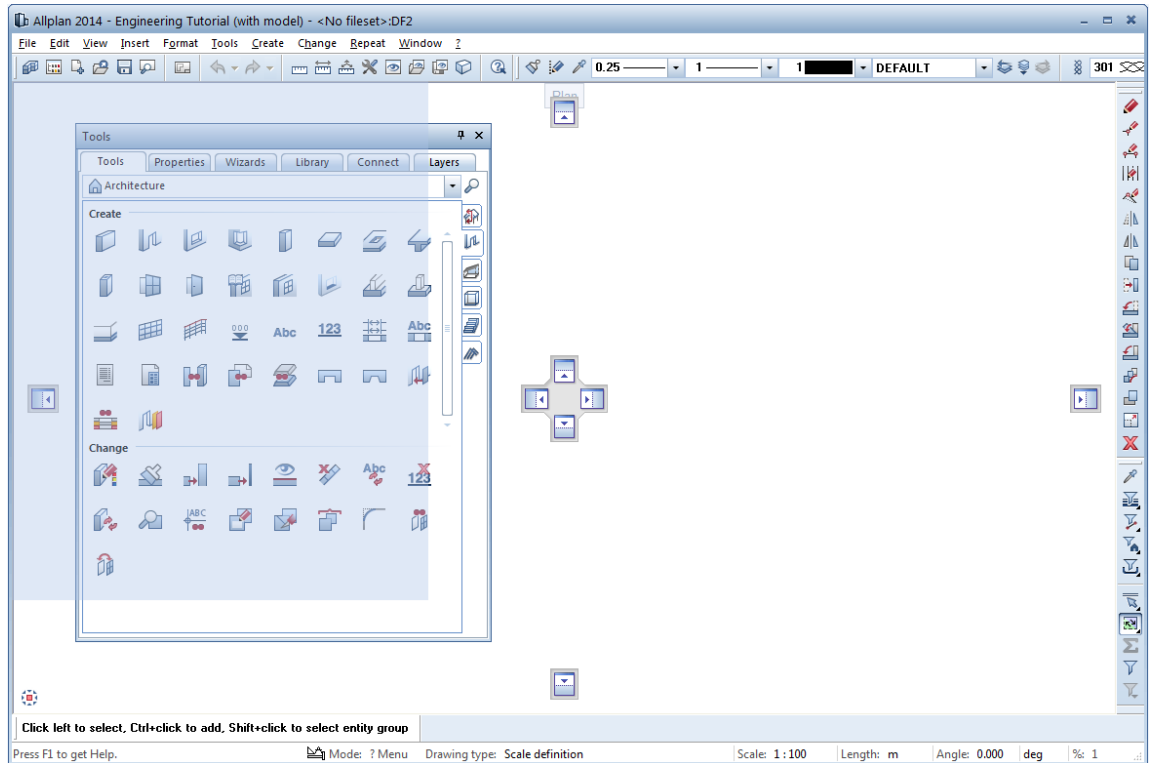 Allplan 2014 - Engineering Tutorial (with model) - <No fileset>:DF2
File Edit View Insert Format Tools Create Change Repeat Window ?
0.25 1 1 DEFAULT 301
Plan
Tools
Tools Properties Wizards Library Connect Layers
Architecture
Create
Abc 123 Abc
Change
Abc 123
ABC
Click left to select, Ctrl+click to add, Shift+click to select entity group
Press F1 to get Help. Mode: ? Menu Drawing type: Scale definition Scale: 1:100 Length: m Angle: 0.000 deg %: 1